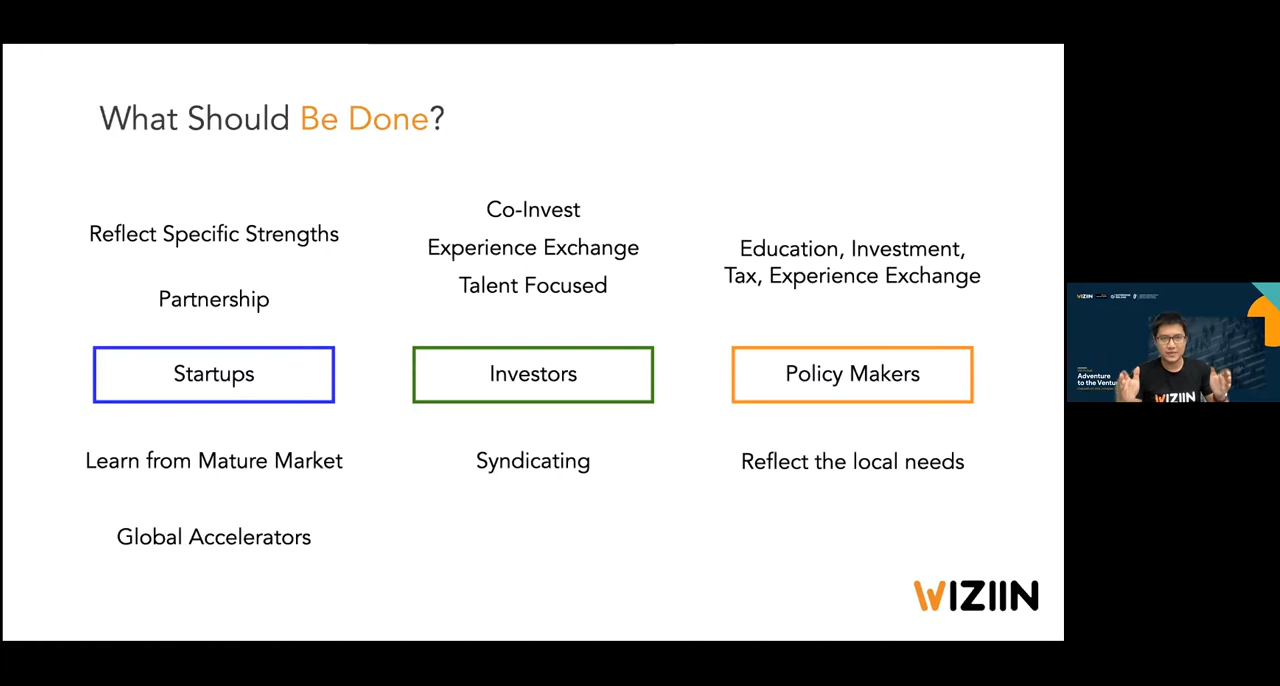 What Should Be Done?
Reflect Specific Strengths
Partnership
Startups
Learn from Mature Market
Global Accelerators
Co-Invest
Experience Exchange
Talent Focused
Investors
Syndicating
Education, Investment,
Tax, Experience Exchange
Policy Makers
Reflect the local needs
WIZIIN
WIZIIN
Adventure
to the Ventu
WIZIIN